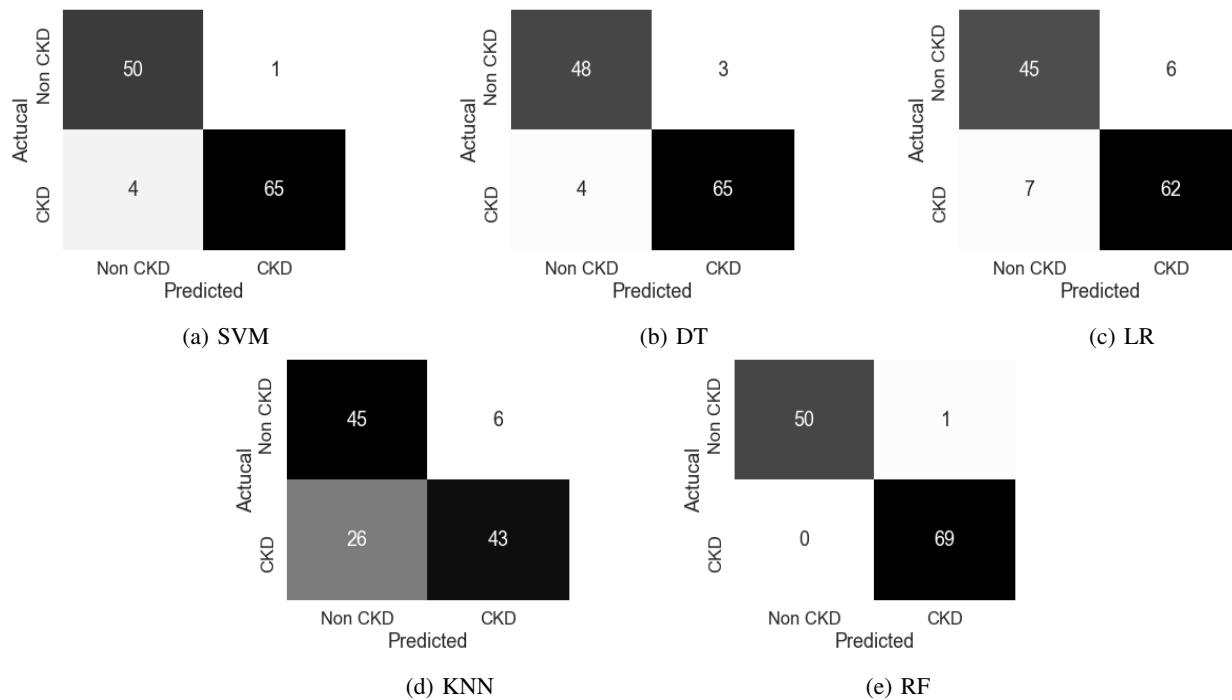 Actucal
Non CKD
50
1
CKD
4
65
Non CKD CKD
Predicted
(a) SVM
Actucal
Non CKD
48
3
CKD
4
65
Non CKD CKD
Predicted
(b) DT
Actucal
Non CKD
45
6
CKD
7
62
Non CKD CKD
Predicted
(c) LR
Actucal
Non CKD
45
6
CKD
26
43
Non CKD CKD
Predicted
(d) KNN
Actucal
Non CKD
50
1
CKD
0
69
Non CKD CKD
Predicted
(e) RF